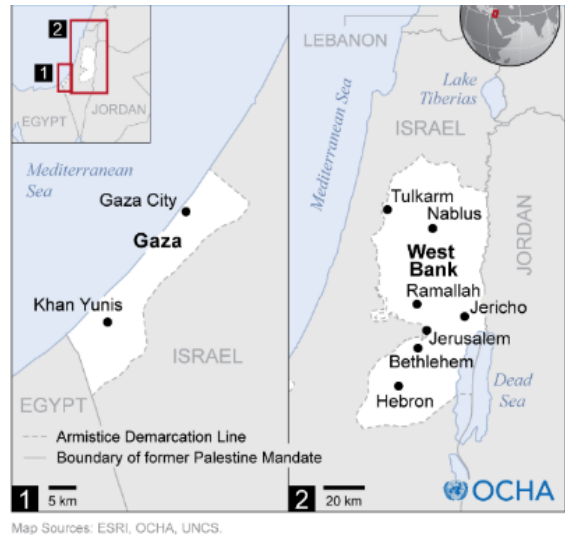 2
1
EGYPT
JORDAN
Mediterranean
Sea
Gaza City
Gaza
Khan Yunis
ISRAEL
EGYPT
Armistice Demarcation Line
Boundary of former Palestine Mandate
1
5 km
LEBANON
Mediterranean Sea
Lake
Tiberias
ISRAEL
Tulkarm
Nablus
West
Bank
Ramallah
Jericho
Jerusalem
Bethlehem
Hebron
JORDAN
Dead
Sea
2
20 km
OCHA
Map Sources: ESRI, OCHA, UNCS.